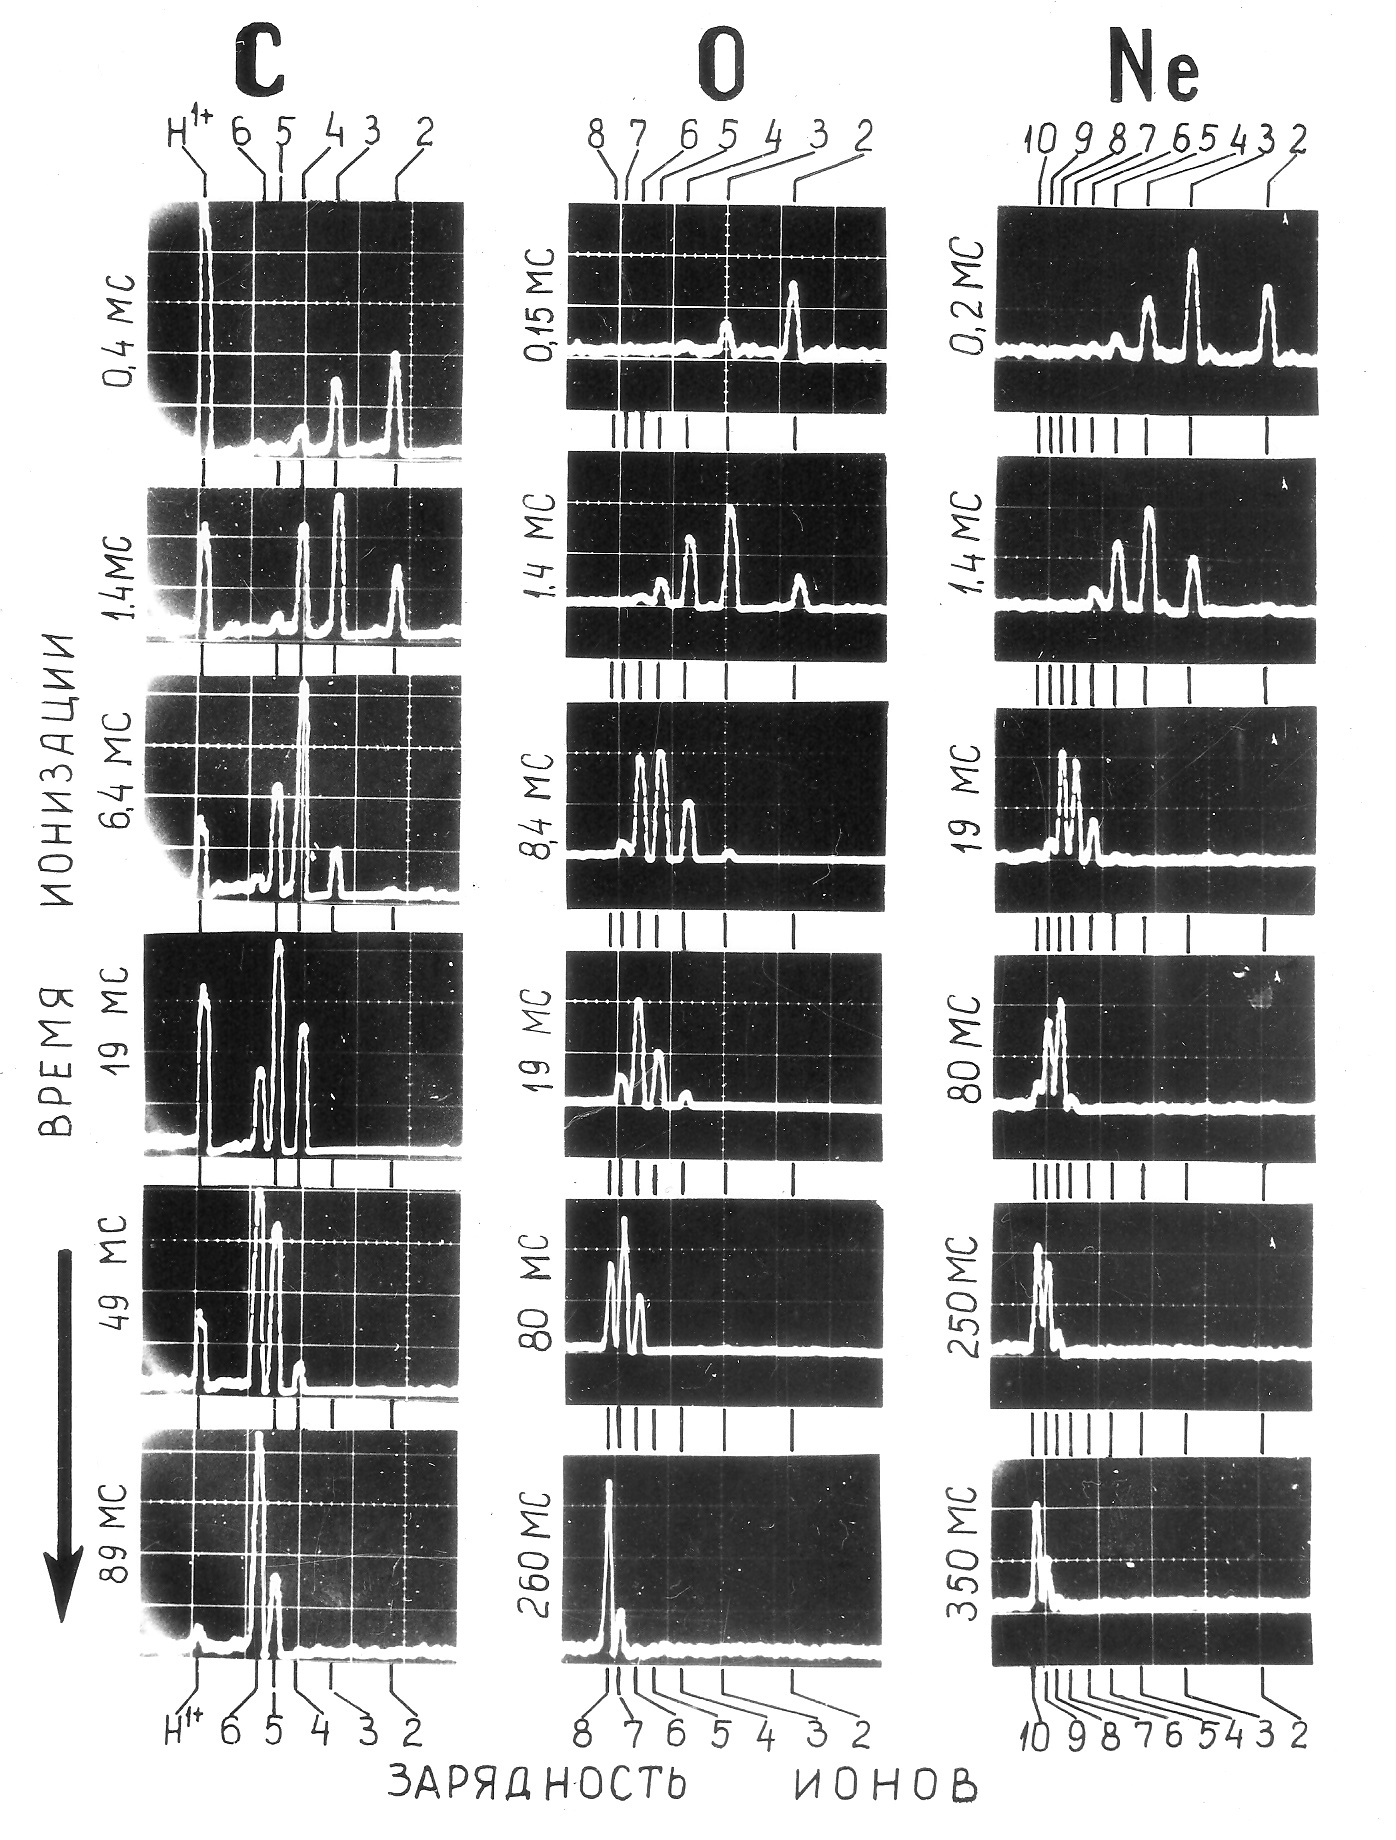 C O Ne
H1+ 6 5 4 3 2
8 7 6 5 4 3 2
10 9 8 7 6 5 4 3 2
0,4 МС
0,15 МС
0,2 МС
1.4МС
1,4 МС
1.4 МС
6,4 МС
8,4 МС
19 МС
19 МС
19 МС
80 МС
49 МС
80 МС
250МС
89 МС
260 МС
350 МС
ВРЕМЯ ИОНИЗАЦИИ
H1+ 6 5 4 3 2
8 7 6 5 4 3 2
10 9 8 7 6 5 4 3 2
ЗАРЯДНОСТЬ ИОНОВ